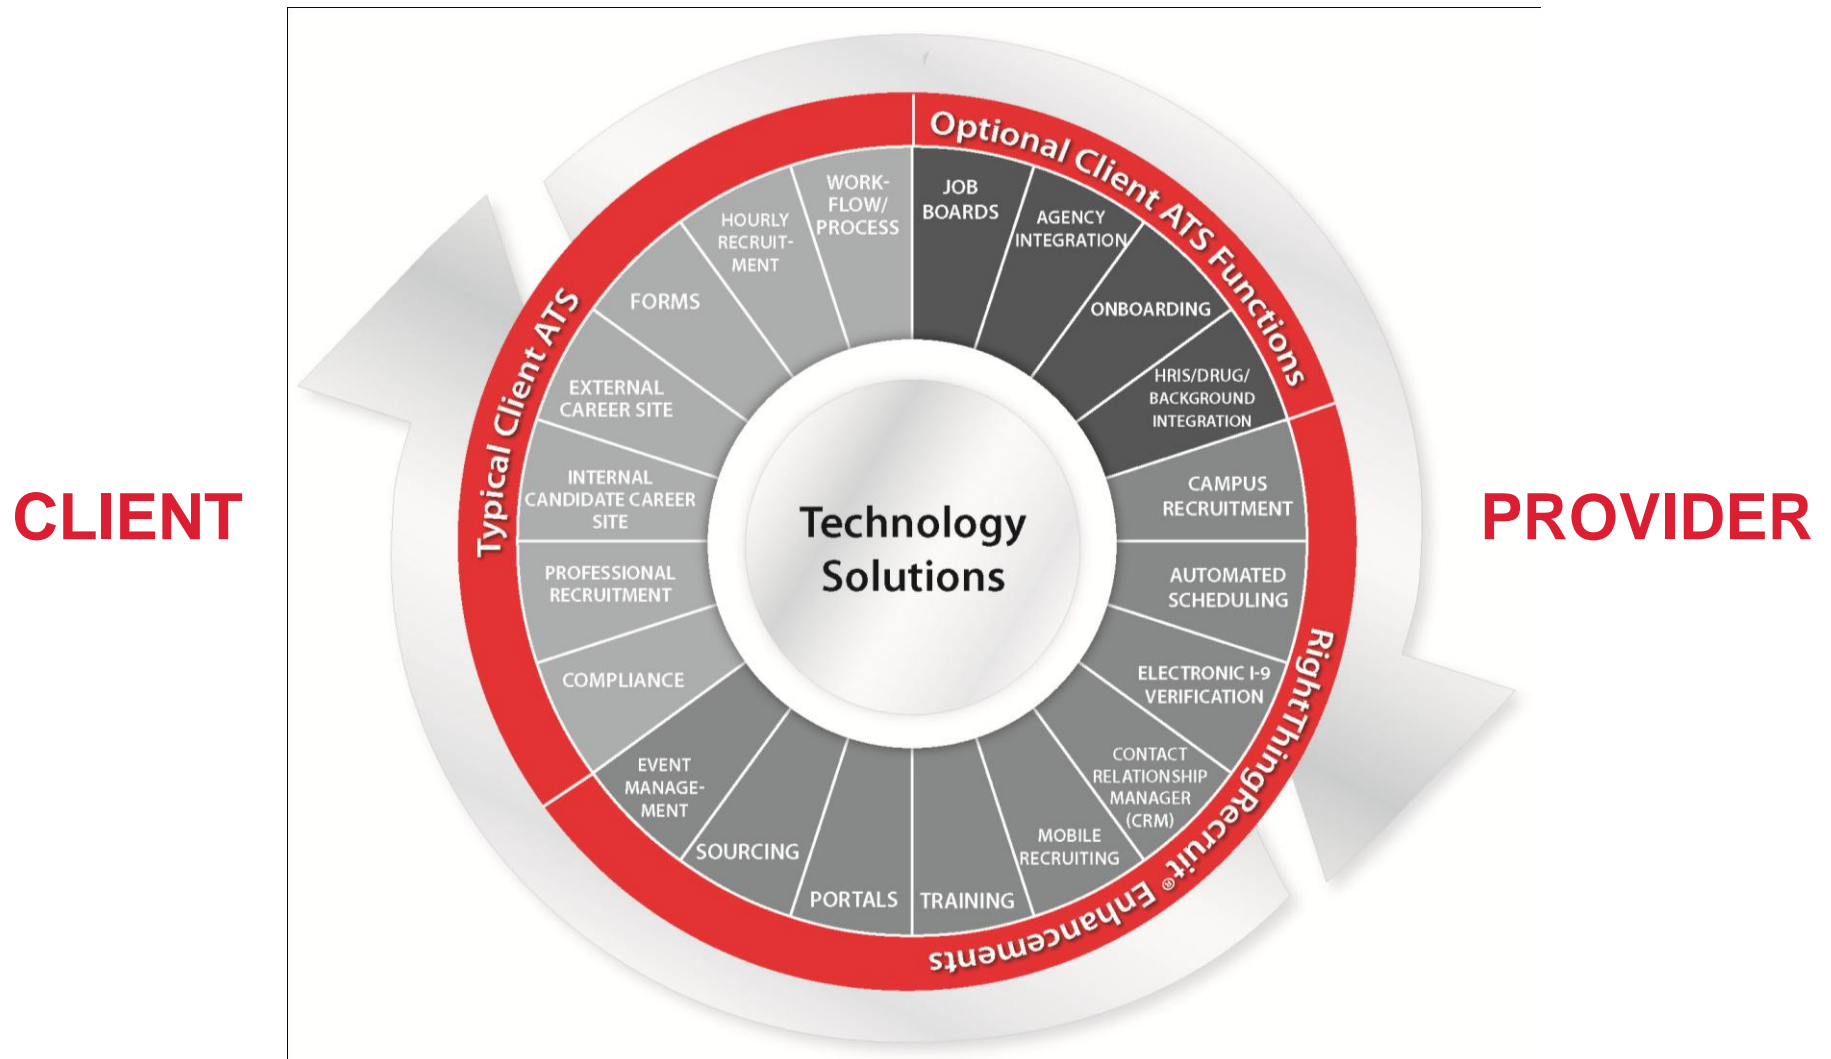 CLIENT
PROVIDER
Technology
Solutions
Optional Client ATS Functions
JOB
BOARDS
AGENCY
INTEGRATION
ONBOARDING
HRIS/DRUG/
BACKGROUND
INTEGRATION
RightThingRecruit® Enhancements
CAMPUS
RECRUITMENT
AUTOMATED
SCHEDULING
ELECTRONIC I-9
VERIFICATION
CONTACT
RELATIONSHIP
MANAGER
(CRM)
MOBILE
RECRUITING
TRAINING
PORTALS
SOURCING
EVENT
MANAGE-
MENT
Typical Client ATS
COMPLIANCE
PROFESSIONAL
RECRUITMENT
INTERNAL
CANDIDATE CAREER
SITE
EXTERNAL
CAREER SITE
FORMS
HOURLY
RECRUIT-
MENT
WORK-
FLOW/
PROCESS